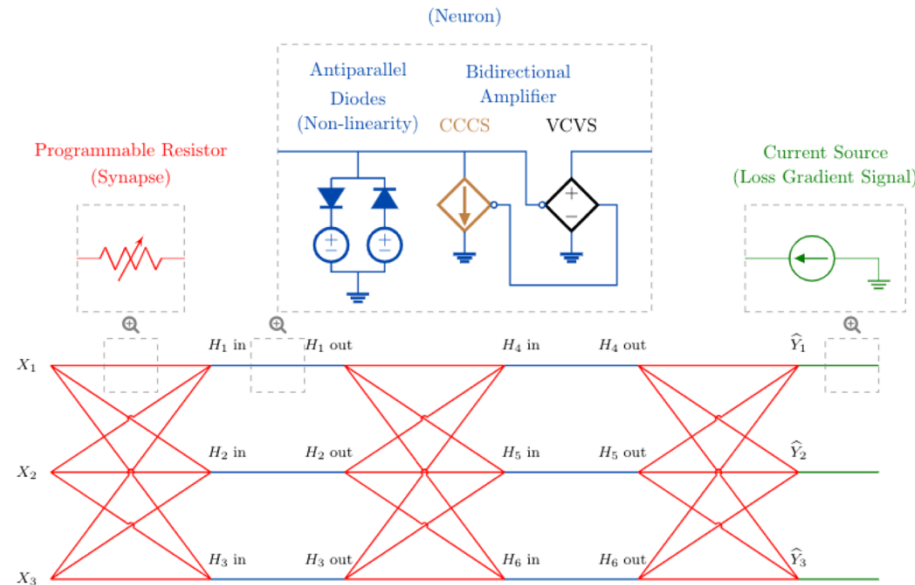 (Neuron)
Antiparallel
Diodes
(Non-linearity)
Bidirectional
Amplifier
CCCS
VCVS
Programmable Resistor
(Synapse)
Current Source
(Loss Gradient Signal)
+
−
+
−
+
−
X₁
H₁ in
H₁ out
H₄ in
H₄ out
Ŷ₁
X₂
H₂ in
H₂ out
H₅ in
H₅ out
Ŷ₂
X₃
H₃ in
H₃ out
H₆ in
H₆ out
Ŷ₃